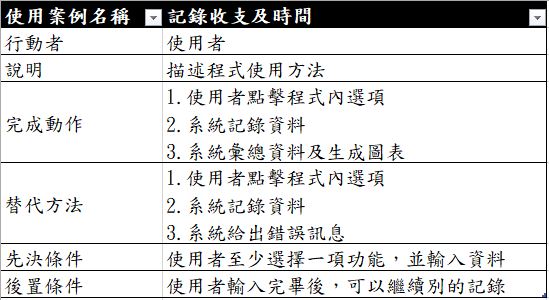 使用案例名稱 記錄收支及時間
行動者 使用者
說明 描述程式使用方法
完成動作 1.使用者點擊程式內選項
2.系統記錄資料
3.系統彙總資料及生成圖表
替代方法 1.使用者點擊程式內選項
2.系統記錄資料
3.系統給出錯誤訊息
先決條件 使用者至少選擇一項功能，並輸入資料
後置條件 使用者輸入完畢後，可以繼續別的記錄